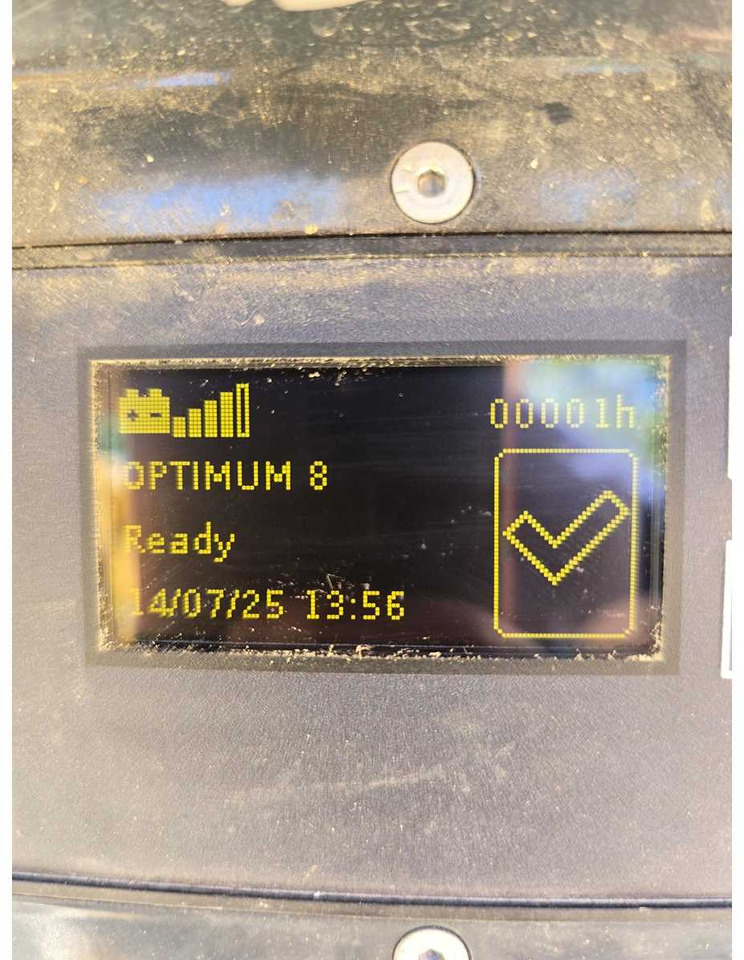 00001h
OPTIMUM 8
Ready
14/07/25 13:56